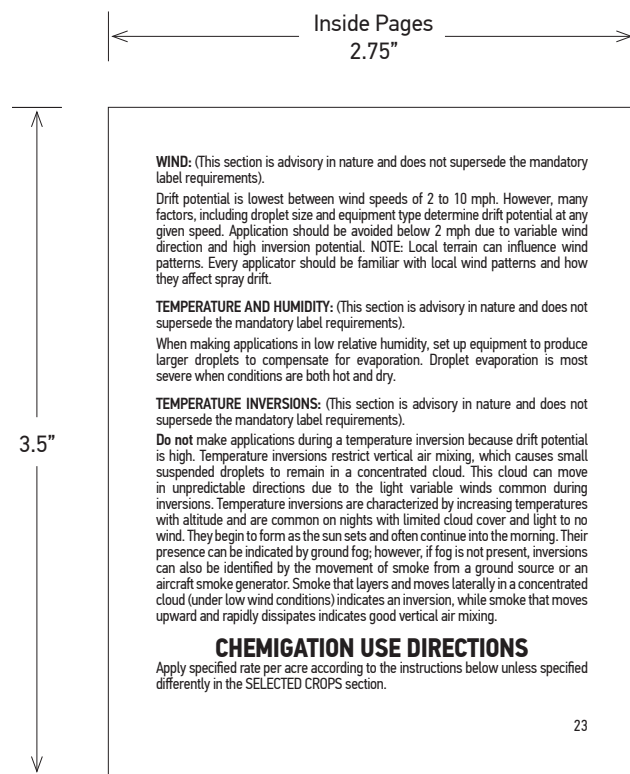 Inside Pages
2.75”
3.5”
WIND: (This section is advisory in nature and does not supersede the mandatory
label requirements).
Drift potential is lowest between wind speeds of 2 to 10 mph. However, many
factors, including droplet size and equipment type determine drift potential at any
given speed. Application should be avoided below 2 mph due to variable wind
direction and high inversion potential. NOTE: Local terrain can influence wind
patterns. Every applicator should be familiar with local wind patterns and how
they affect spray drift.
TEMPERATURE AND HUMIDITY: (This section is advisory in nature and does not
supersede the mandatory label requirements).
When making applications in low relative humidity, set up equipment to produce
larger droplets to compensate for evaporation. Droplet evaporation is most
severe when conditions are both hot and dry.
TEMPERATURE INVERSIONS: (This section is advisory in nature and does not
supersede the mandatory label requirements).
Do not make applications during a temperature inversion because drift potential
is high. Temperature inversions restrict vertical air mixing, which causes small
suspended droplets to remain in a concentrated cloud. This cloud can move
in unpredictable directions due to the light variable winds common during
inversions. Temperature inversions are characterized by increasing temperatures
with altitude and are common on nights with limited cloud cover and light to no
wind. They begin to form as the sun sets and often continue into the morning. Their
presence can be indicated by ground fog; however, if fog is not present, inversions
can also be identified by the movement of smoke from a ground source or an
aircraft smoke generator. Smoke that layers and moves laterally in a concentrated
cloud (under low wind conditions) indicates an inversion, while smoke that moves
upward and rapidly dissipates indicates good vertical air mixing.
CHEMIGATION USE DIRECTIONS
Apply specified rate per acre according to the instructions below unless specified
differently in the SELECTED CROPS section.
23